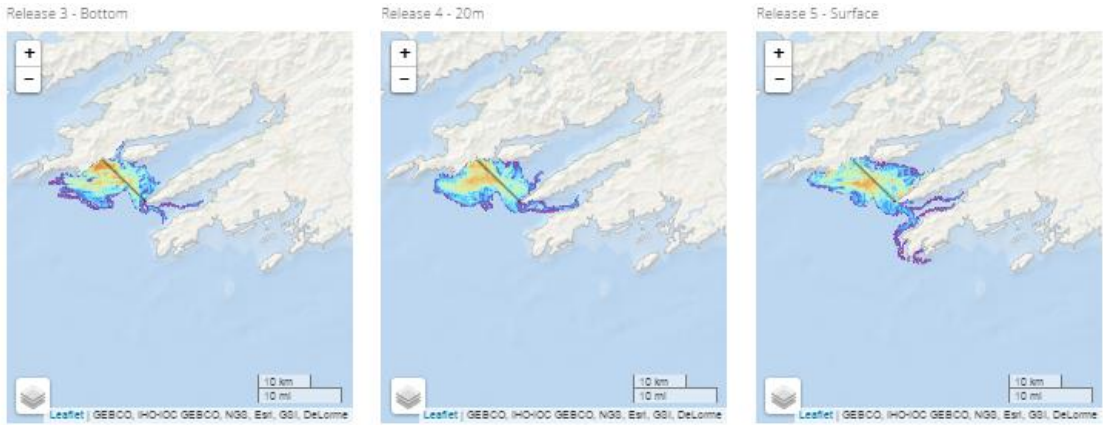 Release 3 - Bottom
Release 4 - 20m
Release 5 - Surface
+
−
+
−
+
−
10 km
10 mi
10 km
10 mi
10 km
10 mi
Leaflet | GEBCO, IHO-IOC GEBCO, NGS, Esri, GSI, DeLorme
Leaflet | GEBCO, IHO-IOC GEBCO, NGS, Esri, GSI, DeLorme
Leaflet | GEBCO, IHO-IOC GEBCO, NGS, Esri, GSI, DeLorme